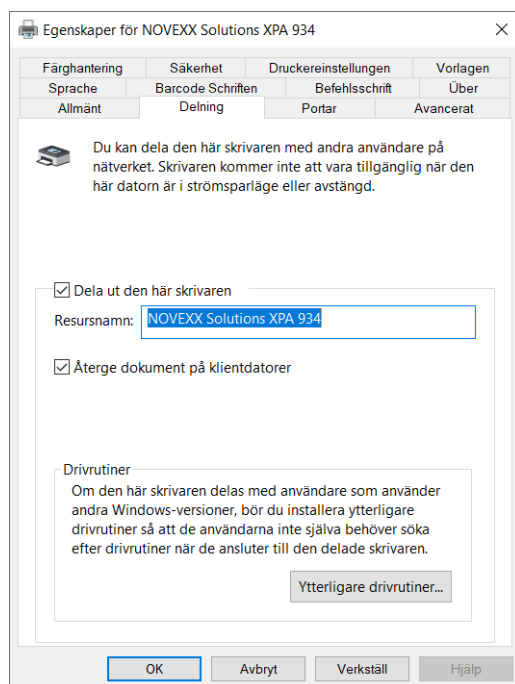 Egenskaper för NOVEXX Solutions XPA 934
Färghantering Säkerhet Druckereinstellungen Vorlagen
Sprache Barcode Schriften Befehlsschrift Über
Allmänt Delning Portar Avancerat
Du kan dela den här skrivaren med andra användare på
nätverket. Skrivaren kommer inte att vara tillgänglig när den
här datorn är i strömsparläge eller avstängd.
Dela ut den här skrivaren
Resursnamn: NOVEXX Solutions XPA 934
Återge dokument på klientdatorer
Drivrutiner
Om den här skrivaren delas med användare som använder
andra Windows-versioner, bör du installera ytterligare
drivrutiner så att de användarna inte själva behöver söka
efter drivrutiner när de ansluter till den delade skrivaren.
Ytterligare drivrutiner...
OK Avbryt Verkställ Hjälp